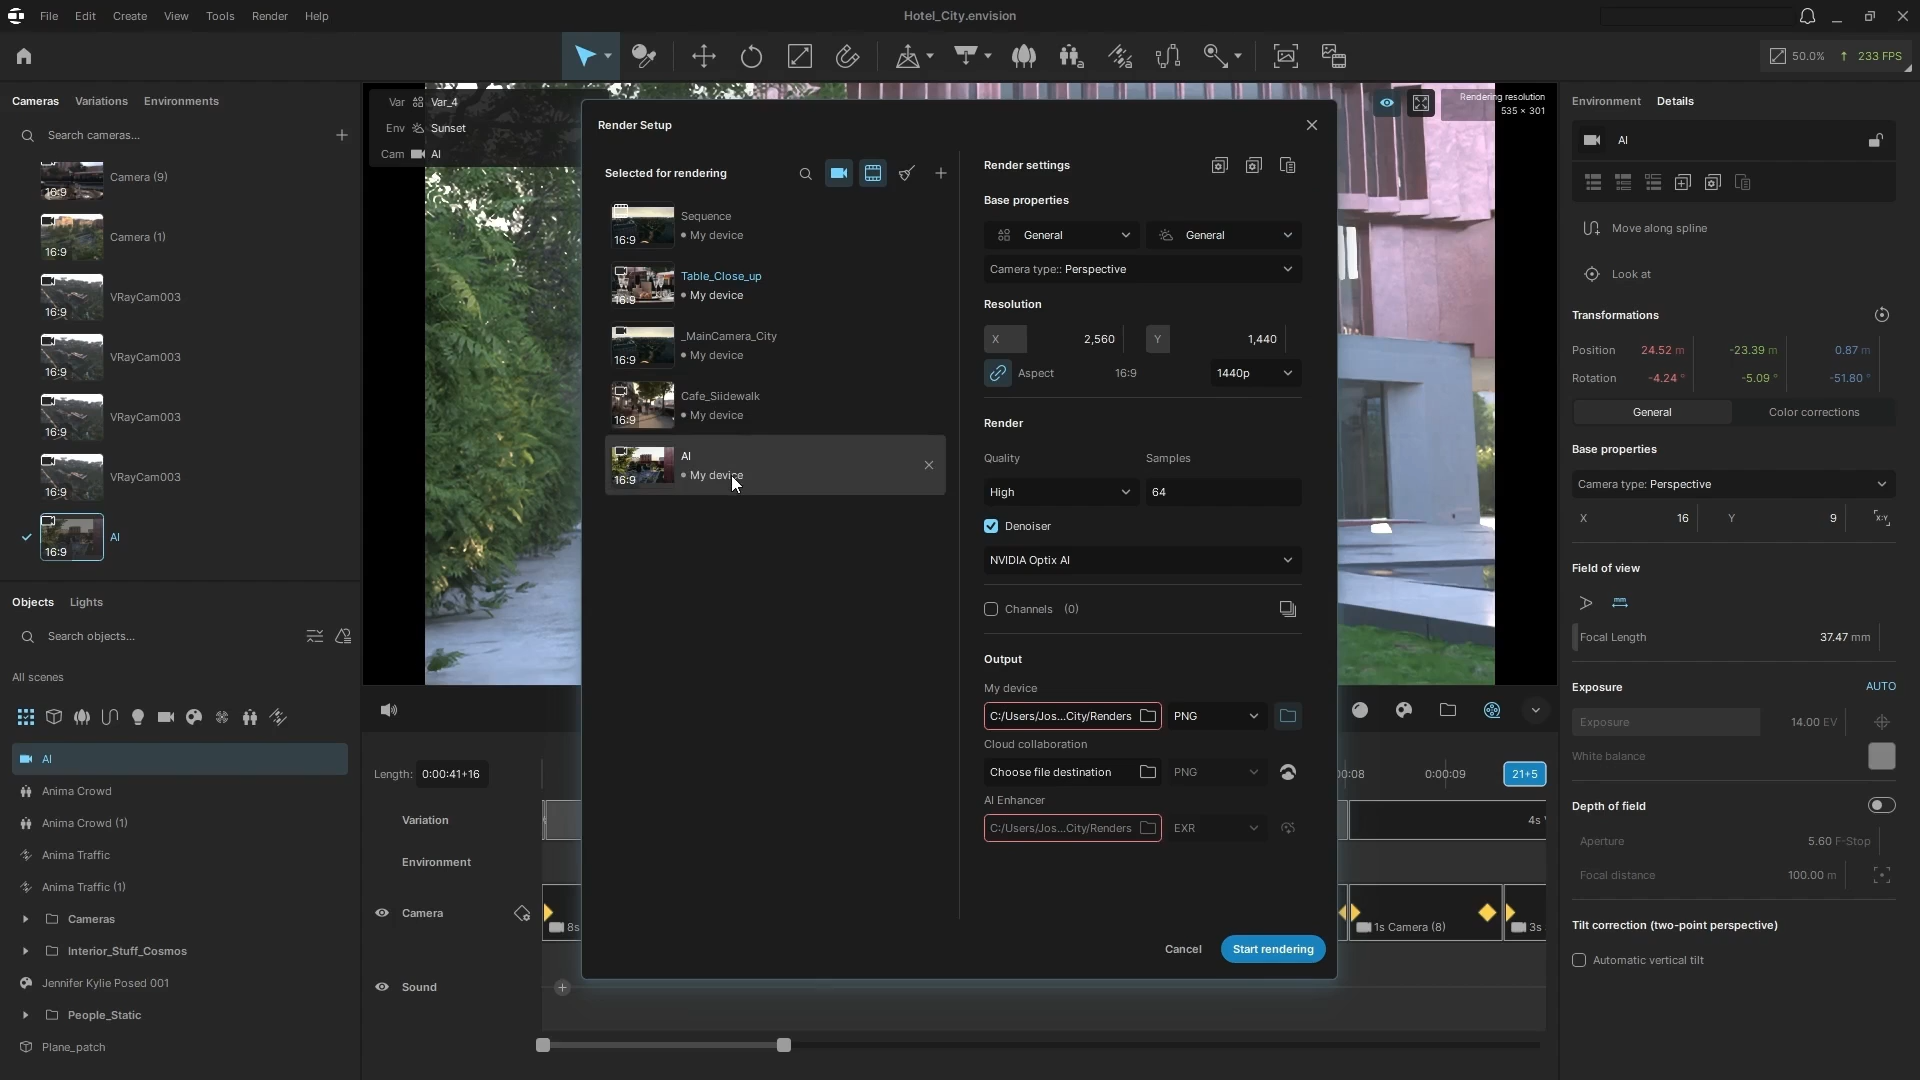 File Edit Create View Tools Render Help
Hotel_City.envision
50.0% ↑ 233 FPS
Cameras Variations Environments
Search cameras...
16:9 Camera (9)
16:9 Camera (1)
16:9 VRayCam003
16:9 VRayCam003
16:9 VRayCam003
16:9 VRayCam003
16:9 AI
Objects Lights
Search objects...
All scenes
AI
Anima Crowd
Anima Crowd (1)
Anima Traffic
Anima Traffic (1)
Cameras
Interior_Stuff_Cosmos
Jennifer Kylie Posed 001
People_Static
Plane_patch
Var Var_4
Env Sunset
Cam AI
Rendering resolution
535 × 301
Render Setup
Selected for rendering
Sequence
16:9 • My device
Table_Close_up
16:9 • My device
_MainCamera_City
16:9 • My device
Cafe_Siidewalk
16:9 • My device
AI
16:9 • My device
Render settings
Base properties
General General
Camera type:: Perspective
Resolution
X 2,560 Y 1,440
Aspect 16:9 1440p
Render
Quality Samples
High 64
Denoiser
NVIDIA Optix AI
Channels (0)
Output
My device
C:/Users/Jos...City/Renders PNG
Cloud collaboration
Choose file destination PNG
AI Enhancer
C:/Users/Jos...City/Renders EXR
Cancel Start rendering
Length: 0:00:41+16
0:00:09 21+5
Variation
Environment
Camera
8s
1s Camera (8)
3s
Sound
Environment Details
AI
Move along spline
Look at
Transformations
Position 24.52 m -23.39 m 0.87 m
Rotation -4.24 ° -5.09 ° -51.80 °
General Color corrections
Base properties
Camera type: Perspective
X 16 Y 9
Field of view
Focal Length 37.47 mm
Exposure AUTO
Exposure 14.00 EV
White balance
Depth of field
Aperture 5.60 F-Stop
Focal distance 100.00 m
Tilt correction (two-point perspective)
Automatic vertical tilt